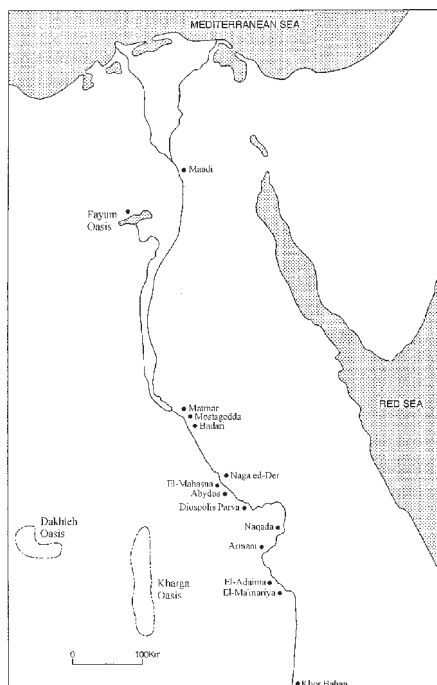 MEDITERRANEAN SEA
Maadi
Fayum
Oasis
RED SEA
Matmar
Mostagedda
Badari
Naga ed-Der
El-Mahasna
Abydos
Diospolis Parva
Naqada
Armant
Dakhleh
Oasis
Kharga
Oasis
El-Adaima
El-Ma'mariya
0 100Km
Khor Bahan